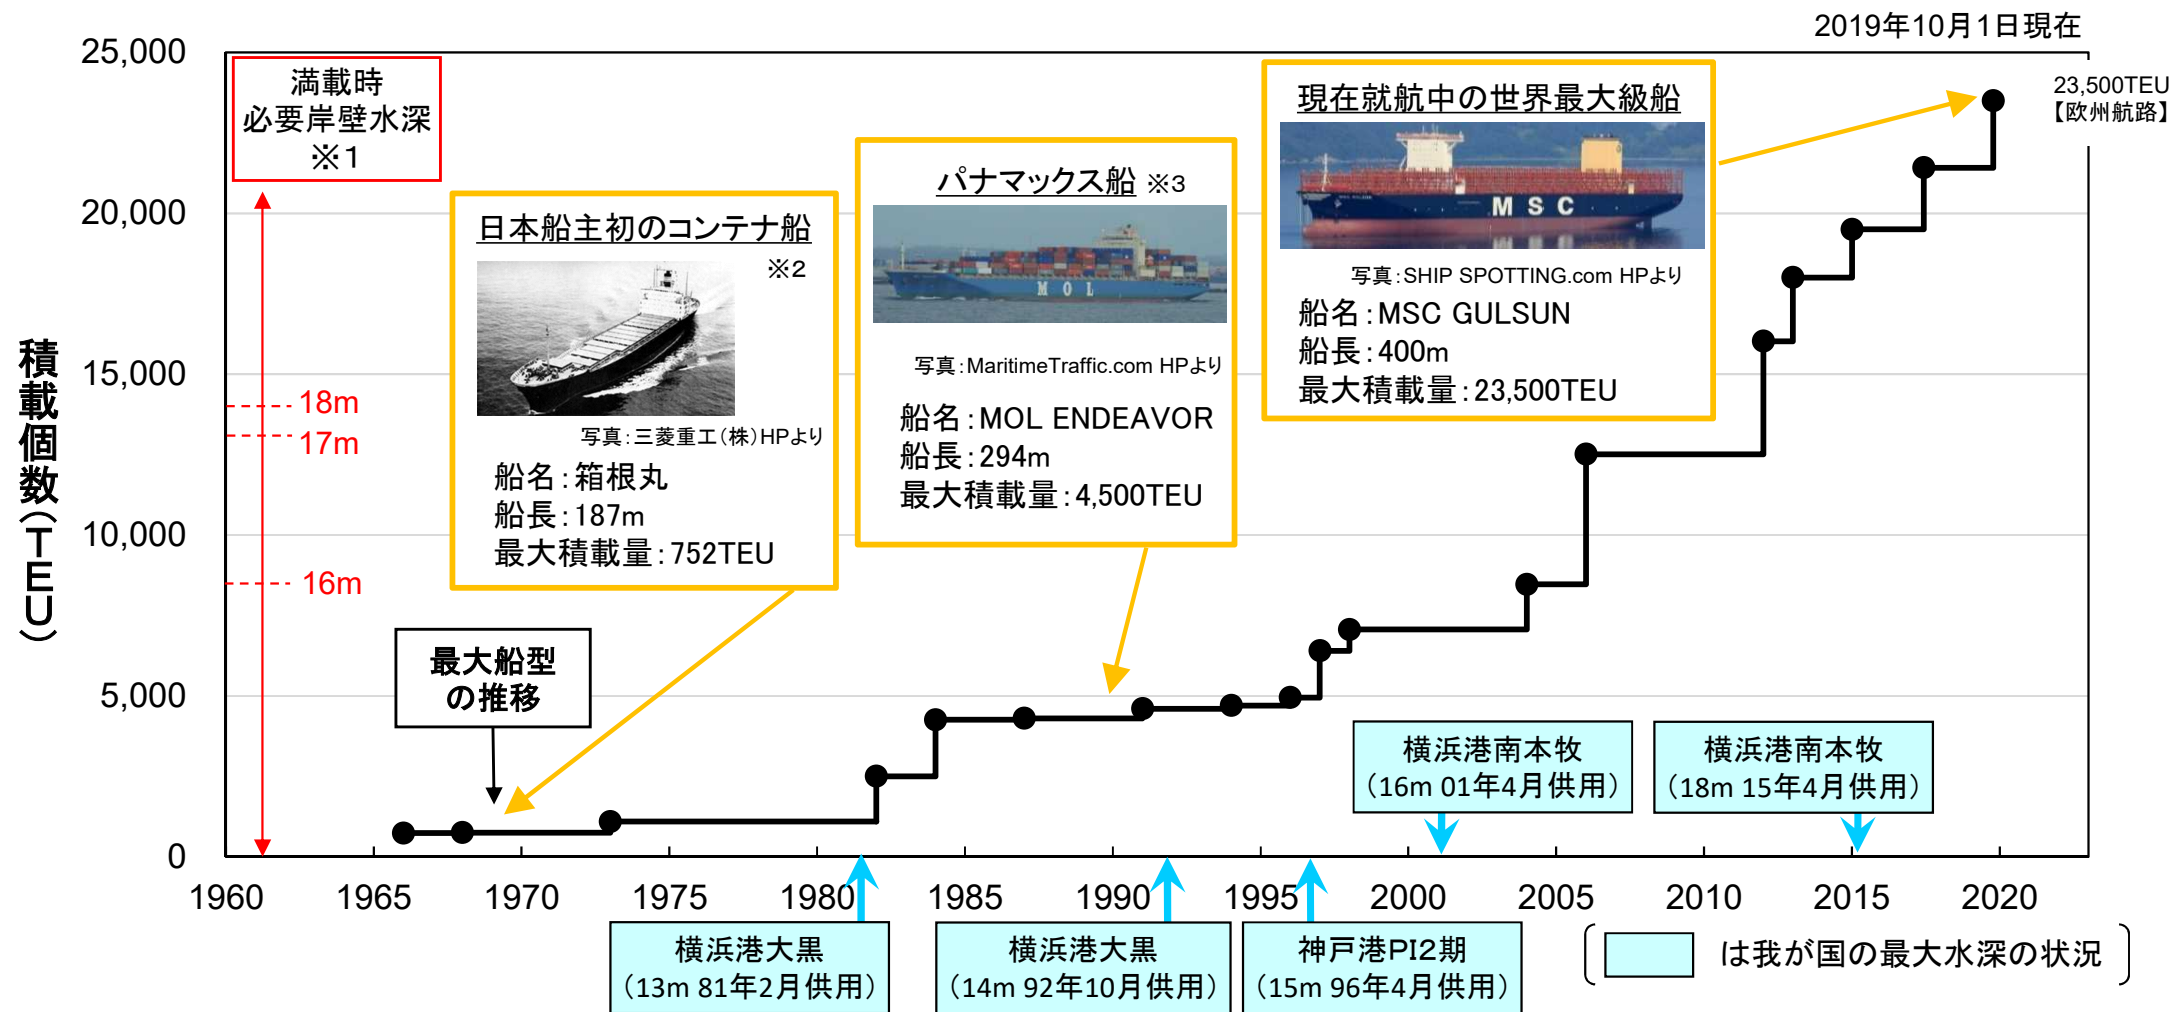 2019年10月1日現在
25,000
20,000
15,000
10,000
5,000
0
積載個数(TEU)
満載時
必要岸壁水深
※1
18m
17m
16m
日本船主初のコンテナ船
※2
写真:三菱重工(株)HPより
船名:箱根丸
船長:187m
最大積載量:752TEU
パナマックス船 ※3
MOL
写真:MaritimeTraffic.com HPより
船名:MOL ENDEAVOR
船長:294m
最大積載量:4,500TEU
現在就航中の世界最大級船
MSC
写真:SHIP SPOTTING.com HPより
船名:MSC GULSUN
船長:400m
最大積載量:23,500TEU
23,500TEU
【欧州航路】
最大船型
の推移
横浜港南本牧
(16m 01年4月供用)
横浜港南本牧
(18m 15年4月供用)
1960 1965 1970 1975 1980 1985 1990 1995 2000 2005 2010 2015 2020
横浜港大黒
(13m 81年2月供用)
横浜港大黒
(14m 92年10月供用)
神戸港PI2期
(15m 96年4月供用)
は我が国の最大水深の状況